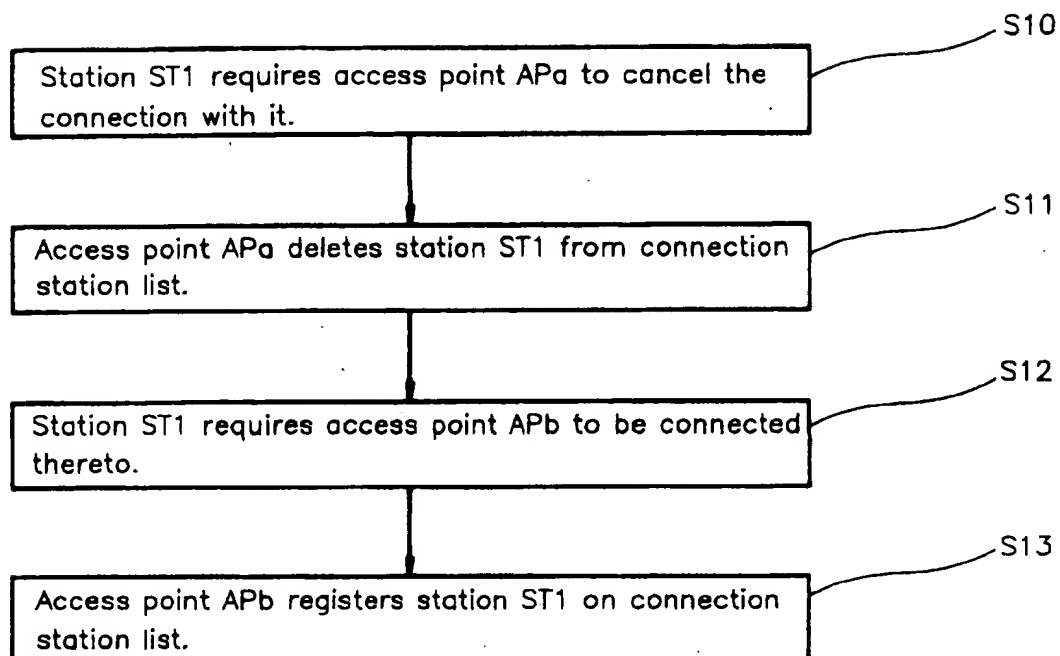 S10
Station ST1 requires access point APa to cancel the
connection with it.
S11
Access point APa deletes station ST1 from connection
station list.
S12
Station ST1 requires access point APb to be connected
thereto.
S13
Access point APb registers station ST1 on connection
station list.